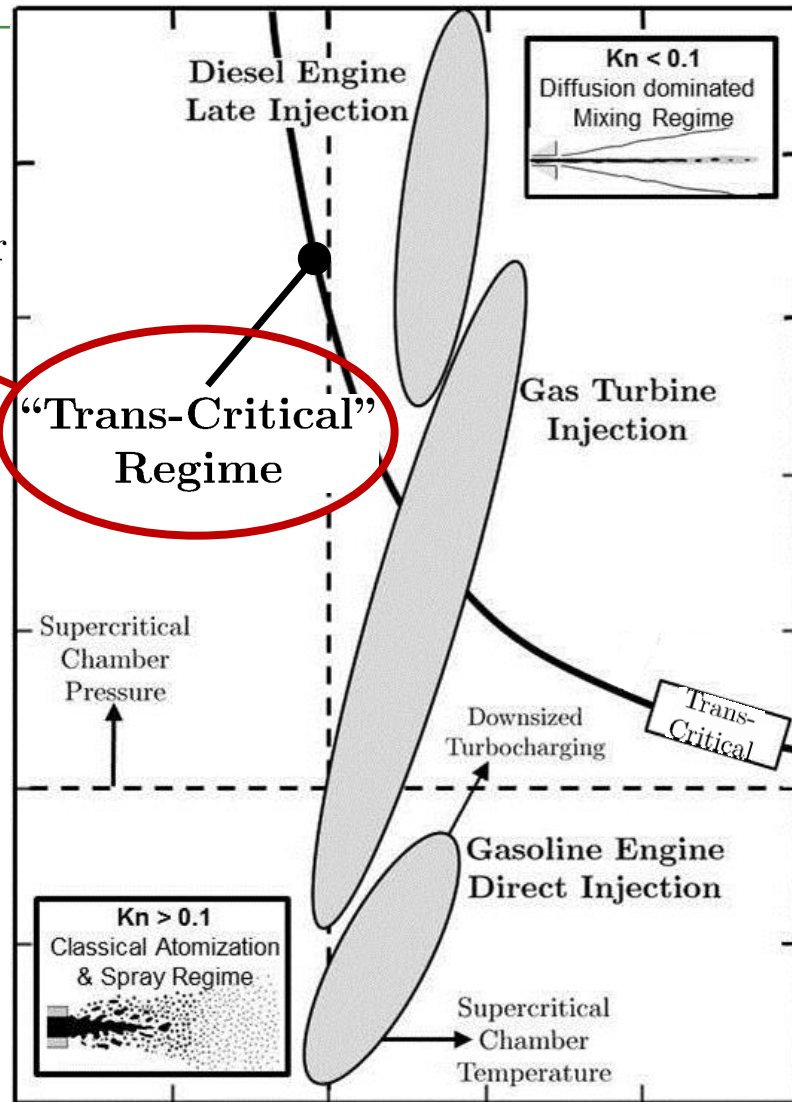 Diesel Engine
Late Injection
Kn < 0.1
Diffusion dominated
Mixing Regime
r
“Trans-Critical”
Regime
Gas Turbine
Injection
Supercritical
Chamber
Pressure
Trans-
Critical
Downsized
Turbocharging
Gasoline Engine
Direct Injection
Kn > 0.1
Classical Atomization
& Spray Regime
Supercritical
Chamber
Temperature